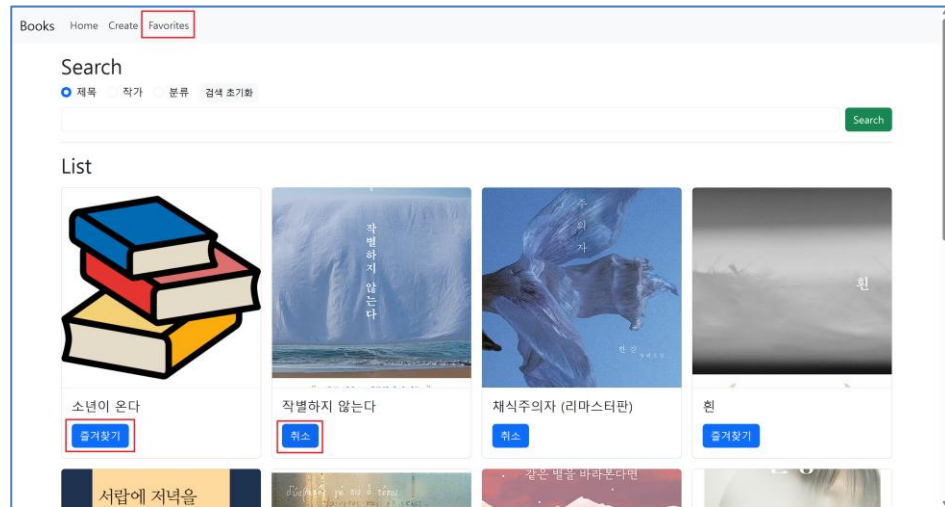 Books Home Create Favorites
Search
제목 작가 분류 검색 초기화
Search
List
작별하지 않는다
주의자
한강
흰
소년이 온다
작별하지 않는다
채식주의자 (리마스터판)
흰
즐겨찾기
취소
취소
즐겨찾기
서랍에 저녁을
같은 별을 바라본다면